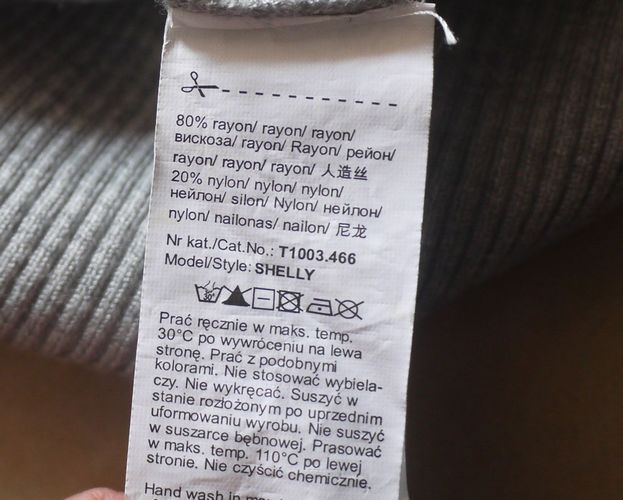 80% rayon/ rayon/ rayon/
вискоза/ rayon/ Rayon/ рейон/
rayon/ rayon/ rayon/ 人造丝
20% nylon/ nylon/ nylon/
нейлон/ silon/ Nylon/ нейлон/
nylon/ nailonas/ nailon/ 尼龙
Nr kat./Cat.No.: T1003.466
Model/Style: SHELLY
30°
Prać ręcznie w maks. temp.
30°C po wywróceniu na lewa
stronę. Prać z podobnymi
kolorami. Nie stosować wybiela-
czy. Nie wykręcać. Suszyć w
stanie rozłożonym po uprzednim
uformowaniu wyrobu. Nie suszyć
w suszarce bębnowej. Prasować
w maks. temp. 110°C po lewej
stronie. Nie czyścić chemicznie.
Hand wash in